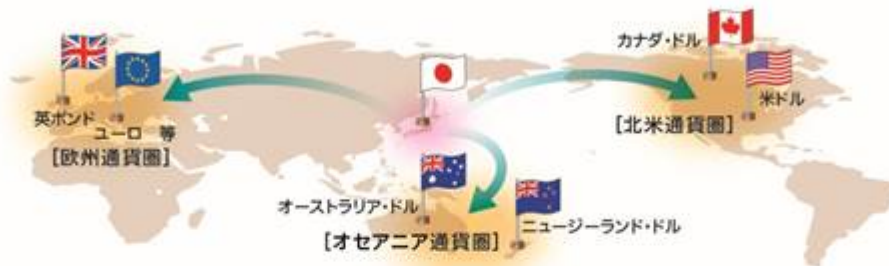 英ポンド
ユーロ 等
[欧州通貨圏]
カナダ・ドル
米ドル
[北米通貨圏]
オーストラリア・ドル
ニュージーランド・ドル
[オセアニア通貨圏]